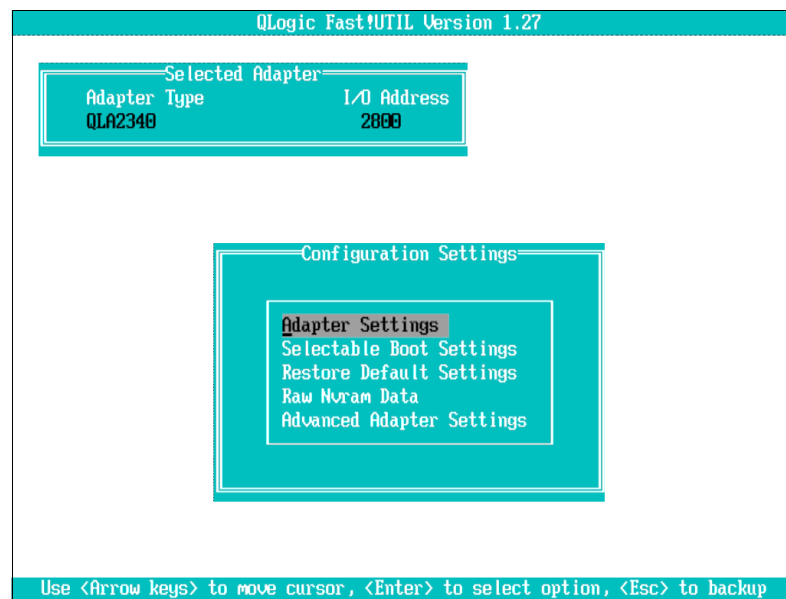 QLogic Fast!UTIL Version 1.27
Selected Adapter
Adapter Type I/O Address
QLA2340 2800
Configuration Settings
Adapter Settings
Selectable Boot Settings
Restore Default Settings
Raw Nvram Data
Advanced Adapter Settings
Use <Arrow keys> to move cursor, <Enter> to select option, <Esc> to backup